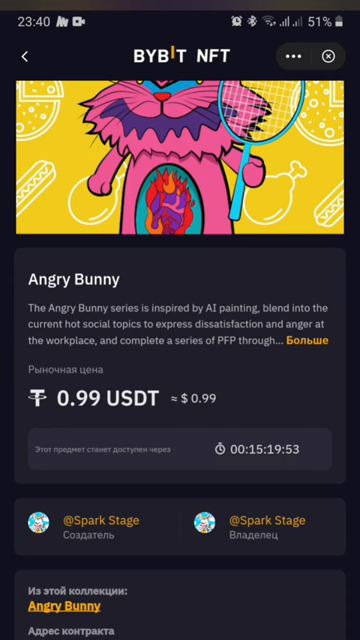 23:40 51%
BYBIT NFT
Angry Bunny
The Angry Bunny series is inspired by AI painting, blend into the
current hot social topics to express dissatisfaction and anger at
the workplace, and complete a series of PFP through... Больше
Рыночная цена
0.99 USDT ≈ $ 0.99
Этот предмет станет доступен через 00:15:19:53
@Spark Stage @Spark Stage
Создатель Владелец
Из этой коллекции:
Angry Bunny
Адрес контракта